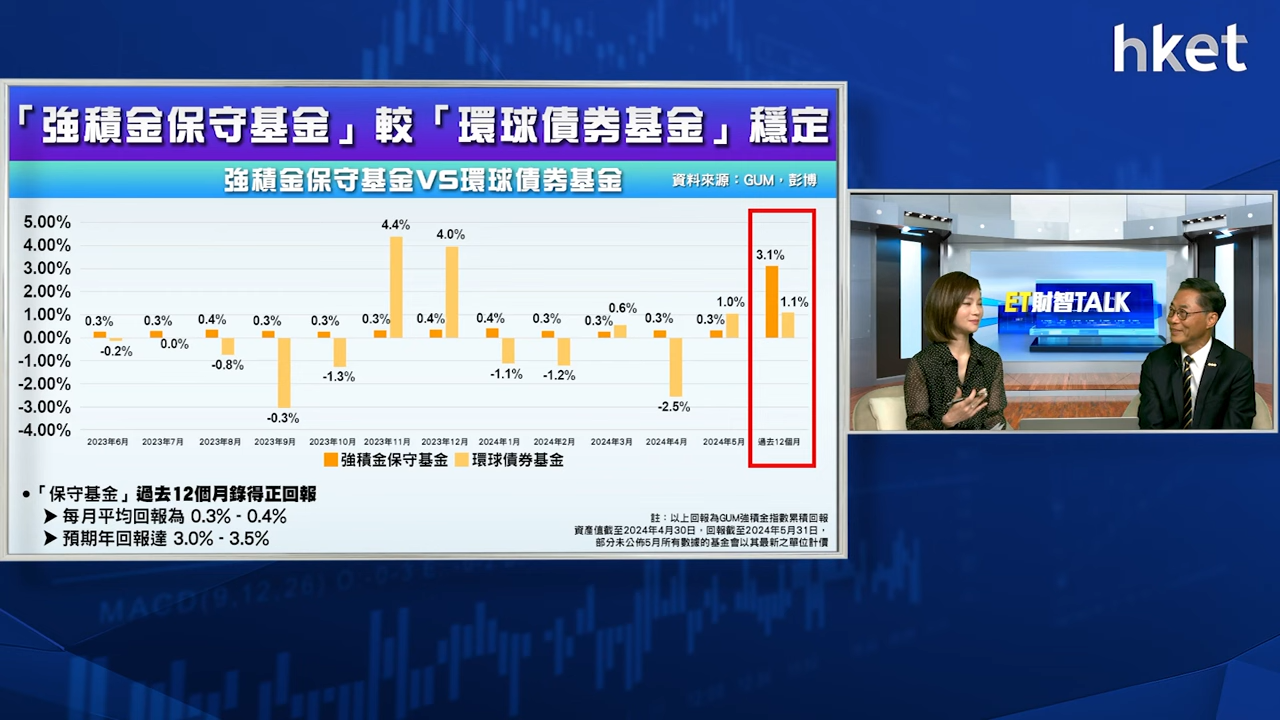 hket
「強積金保守基金」較「環球債券基金」穩定
強積金保守基金VS環球債券基金
資料來源：GUM，彭博
5.00%
4.00%
3.00%
2.00%
1.00%
0.00%
-1.00%
-2.00%
-3.00%
-4.00%
0.3%
-0.2%
0.3%
0.0%
0.4%
-0.8%
0.3%
-0.3%
0.3%
-1.3%
0.3%
4.4%
0.4%
4.0%
0.4%
-1.1%
0.3%
-1.2%
0.3%
0.6%
0.3%
-2.5%
0.3%
1.0%
3.1%
1.1%
2023年6月 2023年7月 2023年8月 2023年9月 2023年10月 2023年11月 2023年12月 2024年1月 2024年2月 2024年3月 2024年4月 2024年5月 過去12個月
強積金保守基金 環球債券基金
•「保守基金」過去12個月錄得正回報
➤ 每月平均回報為 0.3% - 0.4%
➤ 預期年回報達 3.0% - 3.5%
註：以上回報為GUM強積金指數累積回報
資產值截至2024年4月30日，回報截至2024年5月31日，
部分未公佈5月所有數據的基金會以其最新之單位計價
ET財智TALK
MACD(9,12,26)